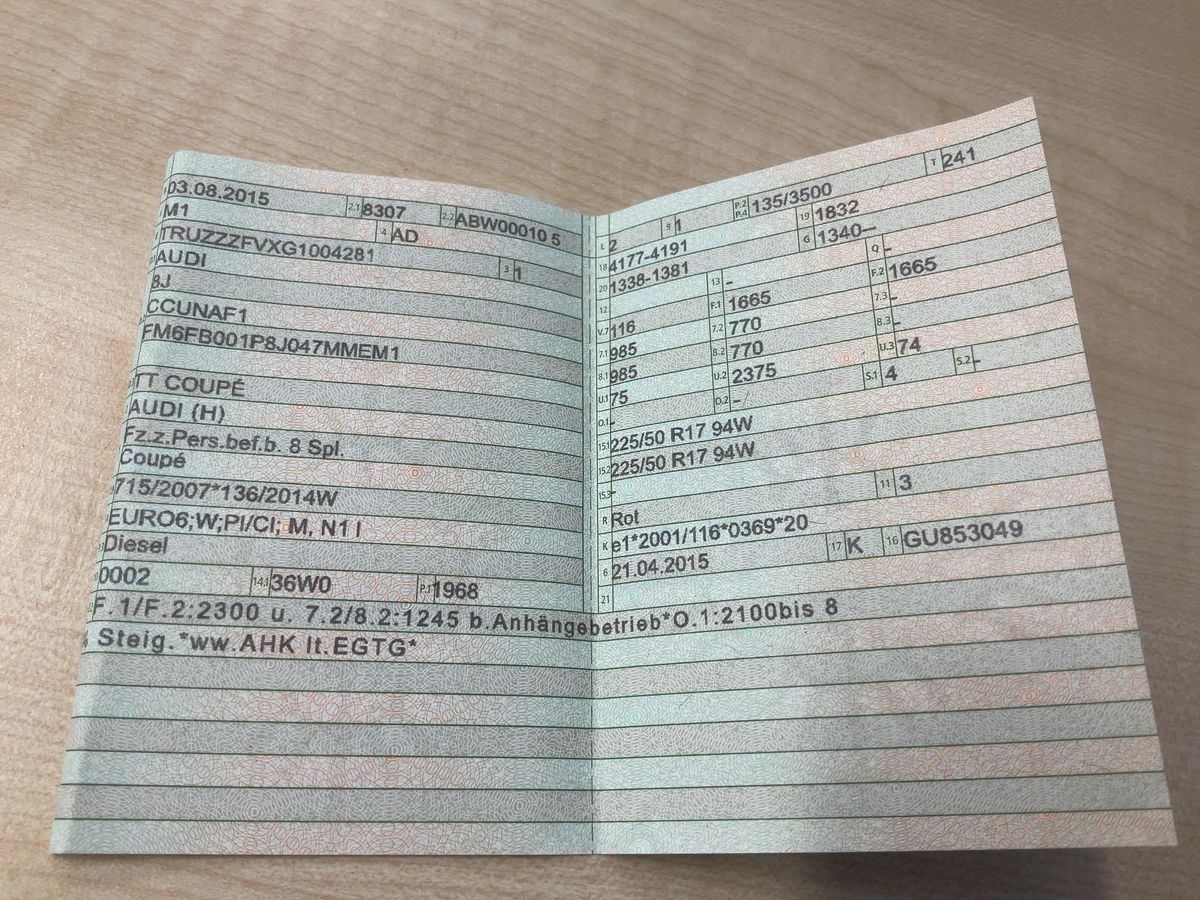 03.08.2015 2.1 8307 2.2 ABW00010 5
M1 4 AD
TRUZZZFVXG1004281 3 1
AUDI
8J
CCUNAF1
FM6FB001P8J047MMEM1
TT COUPÉ
AUDI (H)
Fz.z.Pers.bef.b. 8 Spl.
Coupé
715/2007*136/2014W
EURO6;W;PI/CI; M, N1 I
Diesel
0002 14.1 36W0 P.1 1968
L 2 9 1 P.2 P.4 135/3500 T 241
18 4177-4191 19 1832
20 1338-1381 G 1340--
12 13 - Q -
V.7 116 F.1 1665 F.2 1665
7.1 985 7.2 770 7.3 -
8.1 985 8.2 770 8.3 -
U.1 75 U.2 2375 U.3 74
O.1 - O.2 - S.1 4 S.2 -
15.1 225/50 R17 94W
15.2 225/50 R17 94W
15.3 -
R Rot 11 3
K e1*2001/116*0369*20
6 21.04.2015 17 K 16 GU853049
21
F. 1/F.2:2300 u. 7.2/8.2:1245 b.Anhängebetrieb*O.1:2100bis 8
Steig.*ww.AHK lt.EGTG*